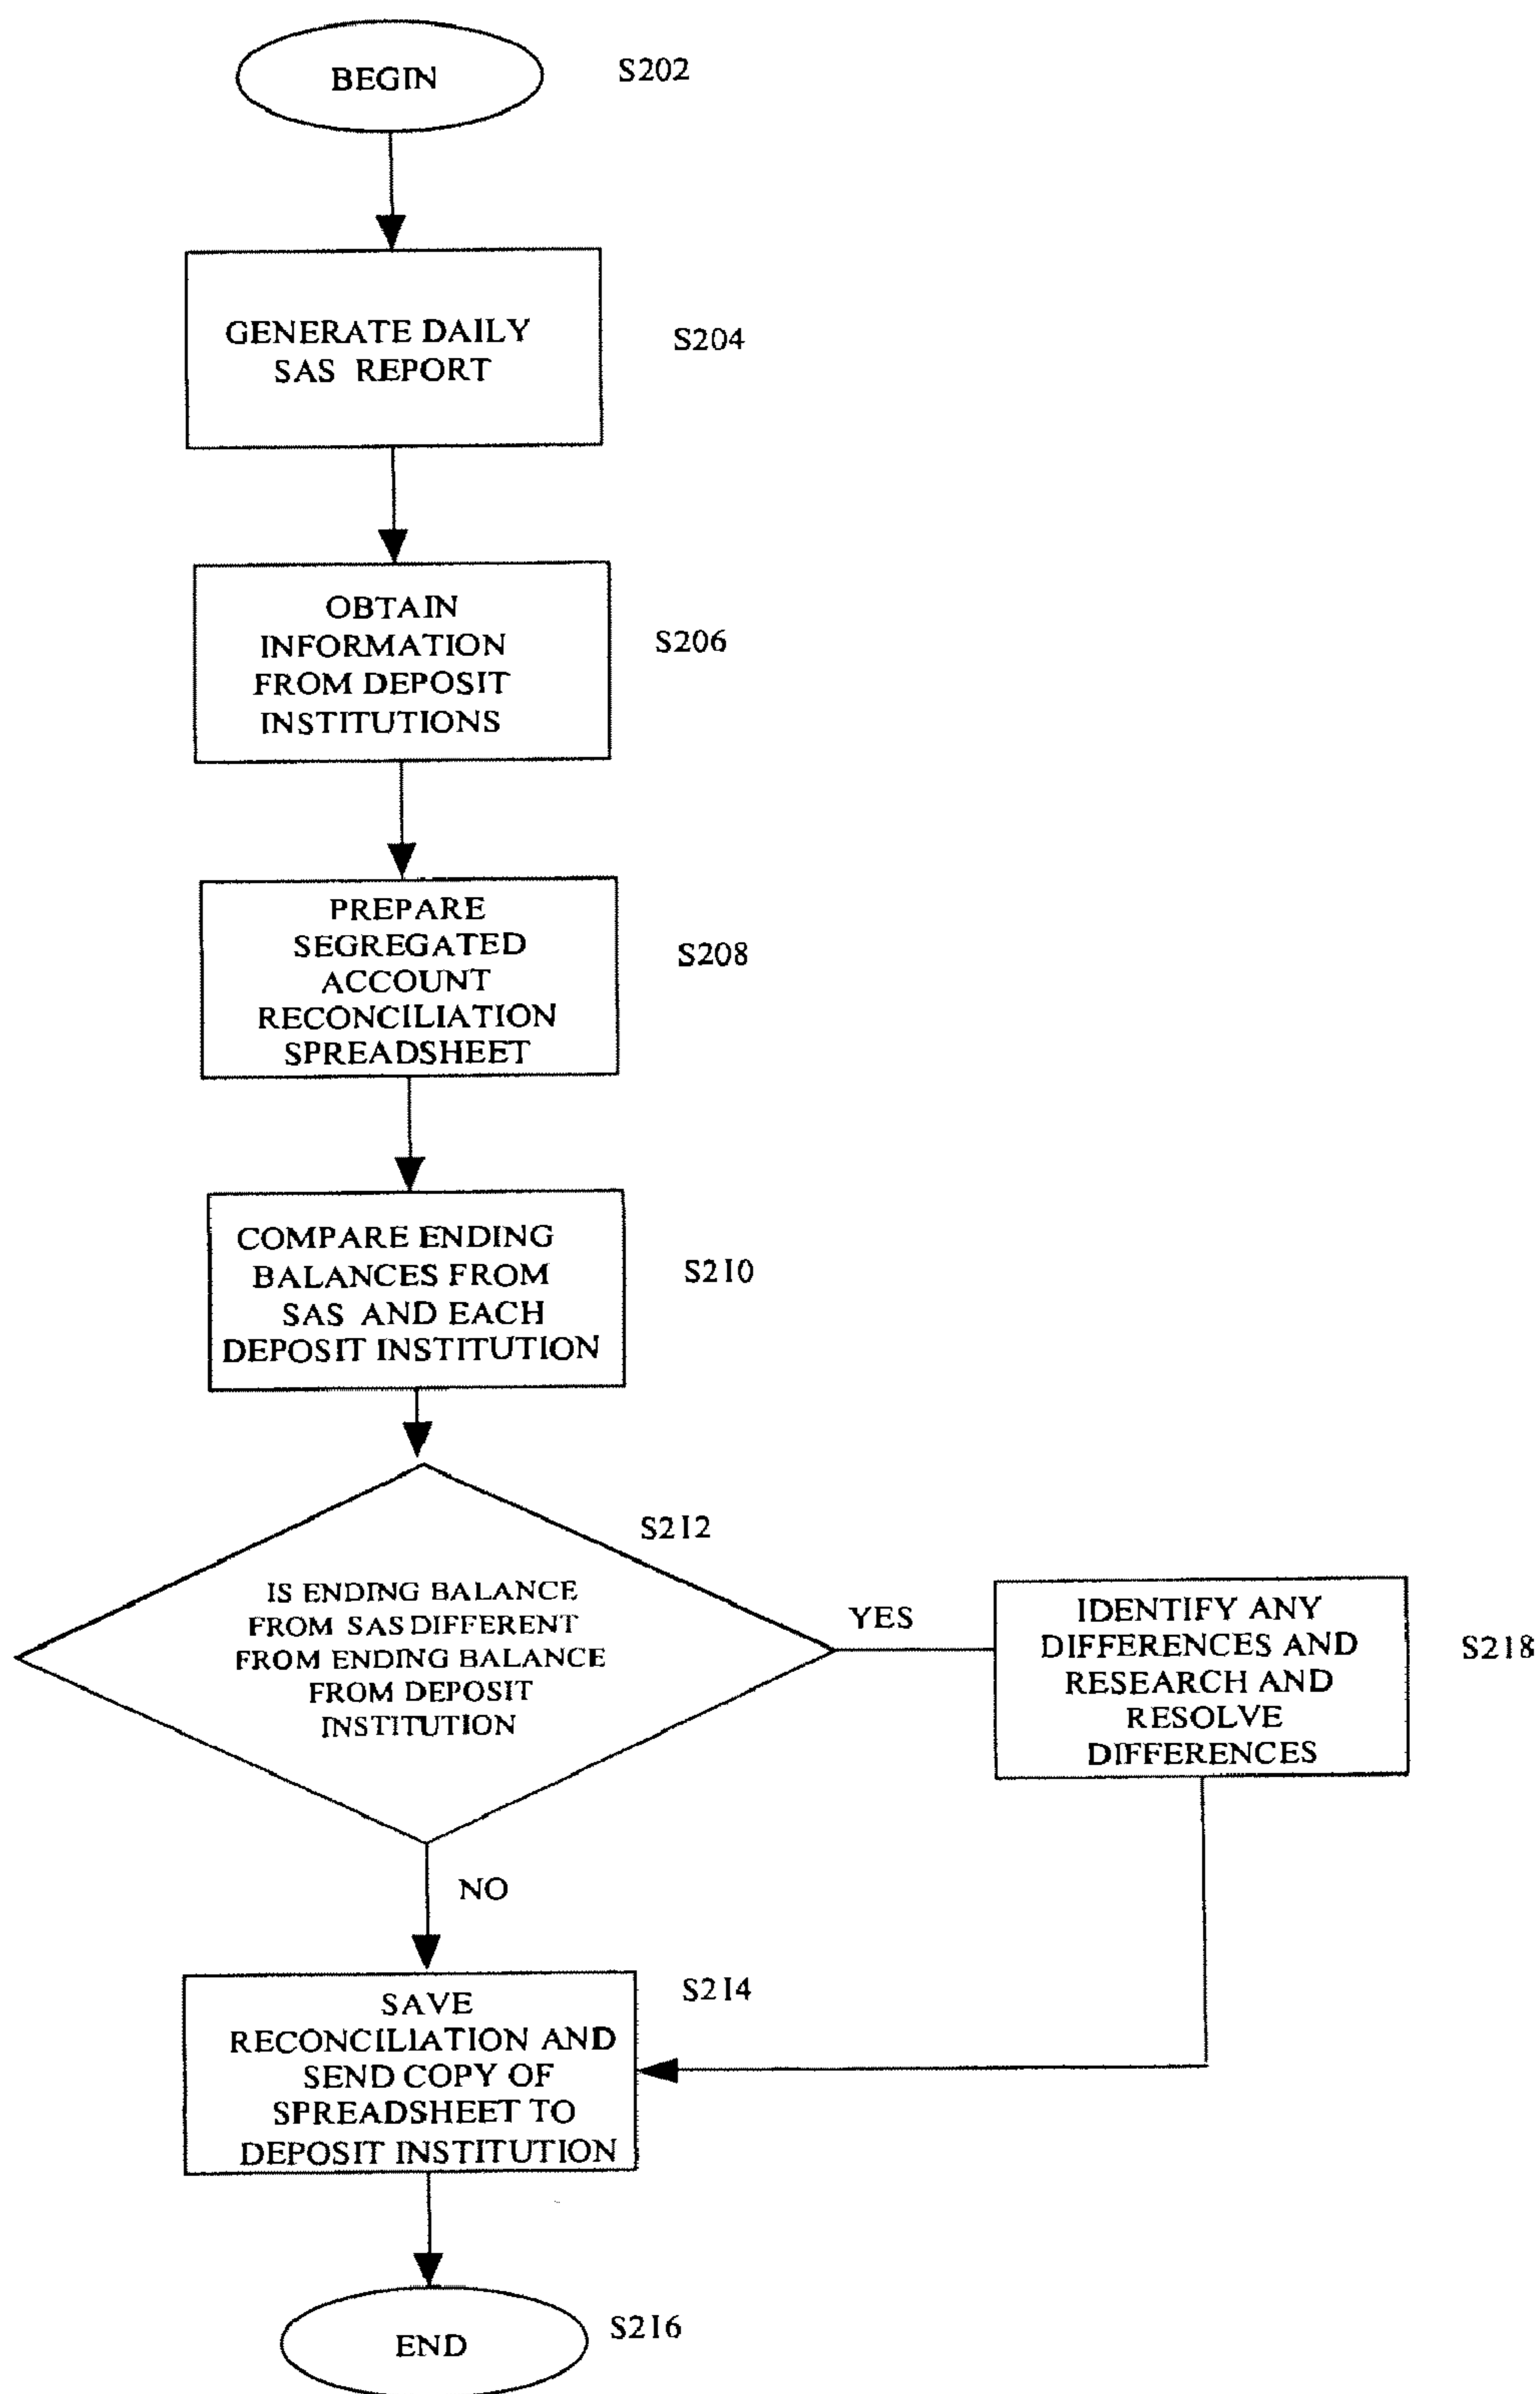 BEGIN
S202
GENERATE DAILY
SAS REPORT
S204
OBTAIN
INFORMATION
FROM DEPOSIT
INSTITUTIONS
S206
PREPARE
SEGREGATED
ACCOUNT
RECONCILIATION
SPREADSHEET
S208
COMPARE ENDING
BALANCES FROM
SAS AND EACH
DEPOSIT INSTITUTION
S210
S212
IS ENDING BALANCE
FROM SAS DIFFERENT
FROM ENDING BALANCE
FROM DEPOSIT
INSTITUTION
YES
IDENTIFY ANY
DIFFERENCES AND
RESEARCH AND
RESOLVE
DIFFERENCES
S218
NO
S214
SAVE
RECONCILIATION AND
SEND COPY OF
SPREADSHEET TO
DEPOSIT INSTITUTION
END
S216